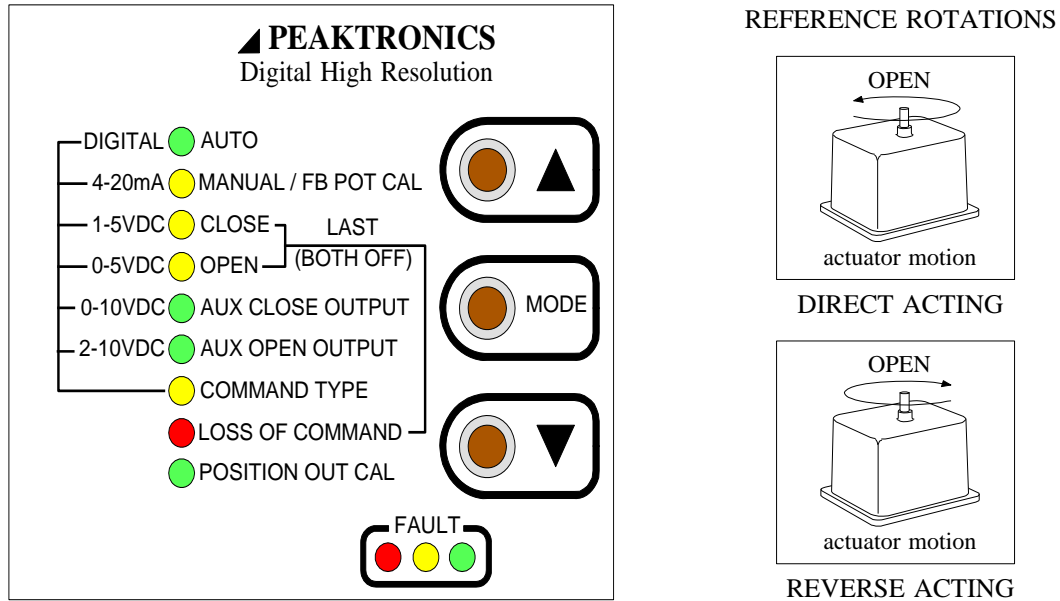 PEAKTRONICS
Digital High Resolution
DIGITAL AUTO
4-20mA MANUAL / FB POT CAL
1-5VDC CLOSE
LAST
0-5VDC OPEN
(BOTH OFF)
0-10VDC AUX CLOSE OUTPUT
2-10VDC AUX OPEN OUTPUT
COMMAND TYPE
LOSS OF COMMAND
POSITION OUT CAL
MODE
FAULT
REFERENCE ROTATIONS
OPEN
actuator motion
DIRECT ACTING
OPEN
actuator motion
REVERSE ACTING